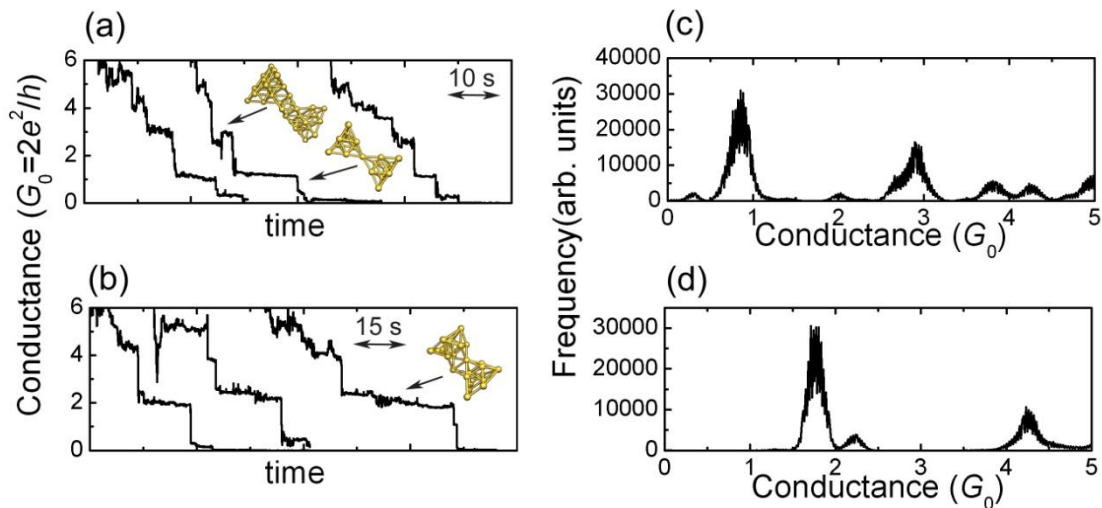 (a)
6
4
2
0
10 s
time
(b)
6
4
2
0
15 s
time
Conductance (G₀=2e²/h)
(c)
40000
30000
20000
10000
0
0 1 2 3 4 5
Conductance (G₀)
(d)
30000
20000
10000
0
0 1 2 3 4 5
Conductance (G₀)
Frequency(arb. units)